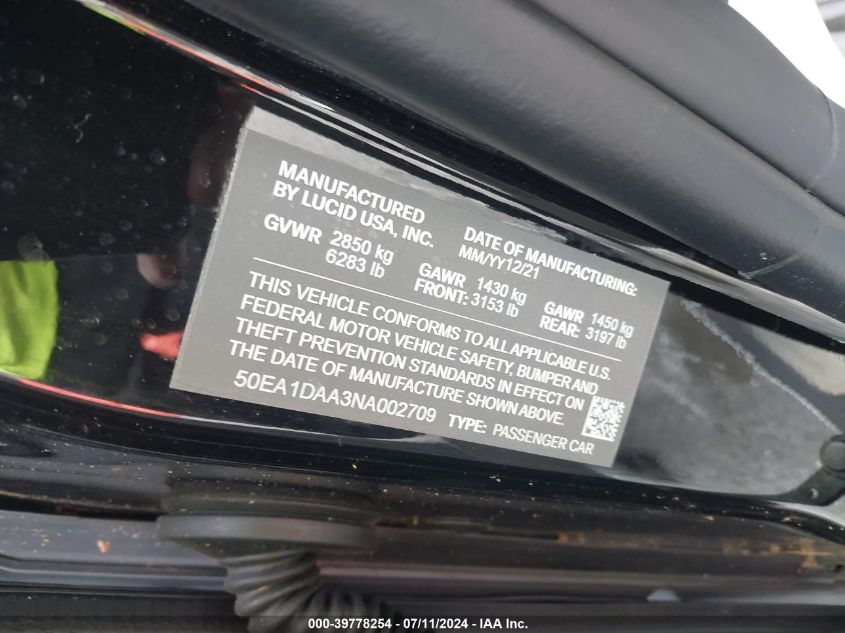 MANUFACTURED
BY LUCID USA, INC.
DATE OF MANUFACTURING:
MM/YY12/21
GVWR 2850 kg
6283 lb
GAWR 1430 kg
FRONT: 3153 lb
GAWR 1450 kg
REAR: 3197 lb
THIS VEHICLE CONFORMS TO ALL APPLICABLE U.S.
FEDERAL MOTOR VEHICLE SAFETY, BUMPER AND
THEFT PREVENTION STANDARDS IN EFFECT ON
THE DATE OF MANUFACTURE SHOWN ABOVE.
50EA1DAA3NA002709 TYPE: PASSENGER CAR
000-39778254 - 07/11/2024 - IAA Inc.